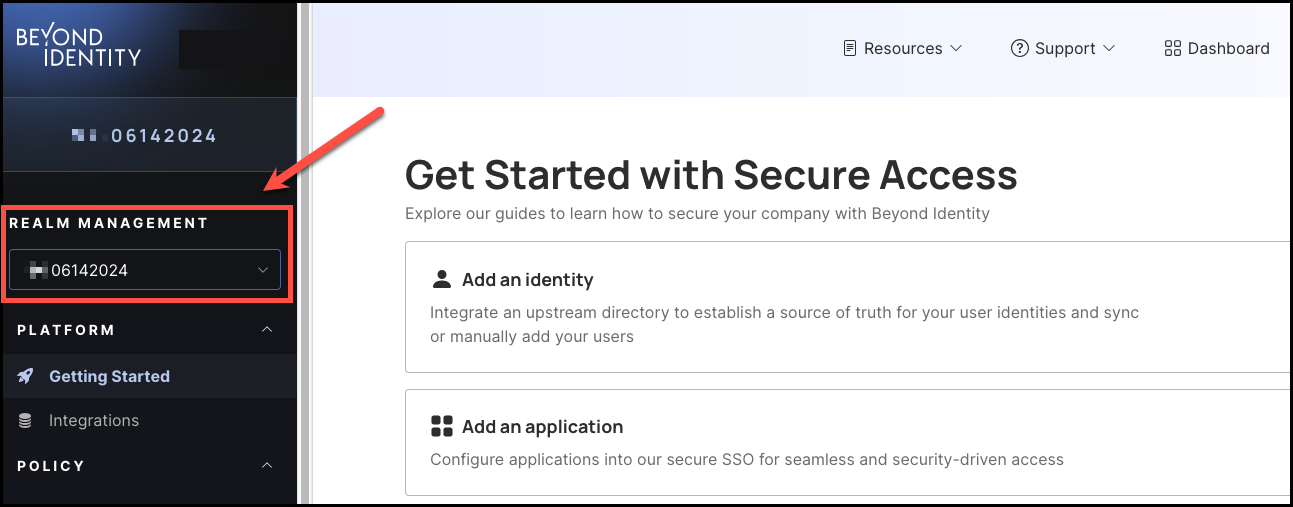 BEYOND
IDENTITY
Resources
Support
Dashboard
06142024
REALM MANAGEMENT
06142024
PLATFORM
Getting Started
Integrations
POLICY
Get Started with Secure Access
Explore our guides to learn how to secure your company with Beyond Identity
Add an identity
Integrate an upstream directory to establish a source of truth for your user identities and sync
or manually add your users
Add an application
Configure applications into our secure SSO for seamless and security-driven access